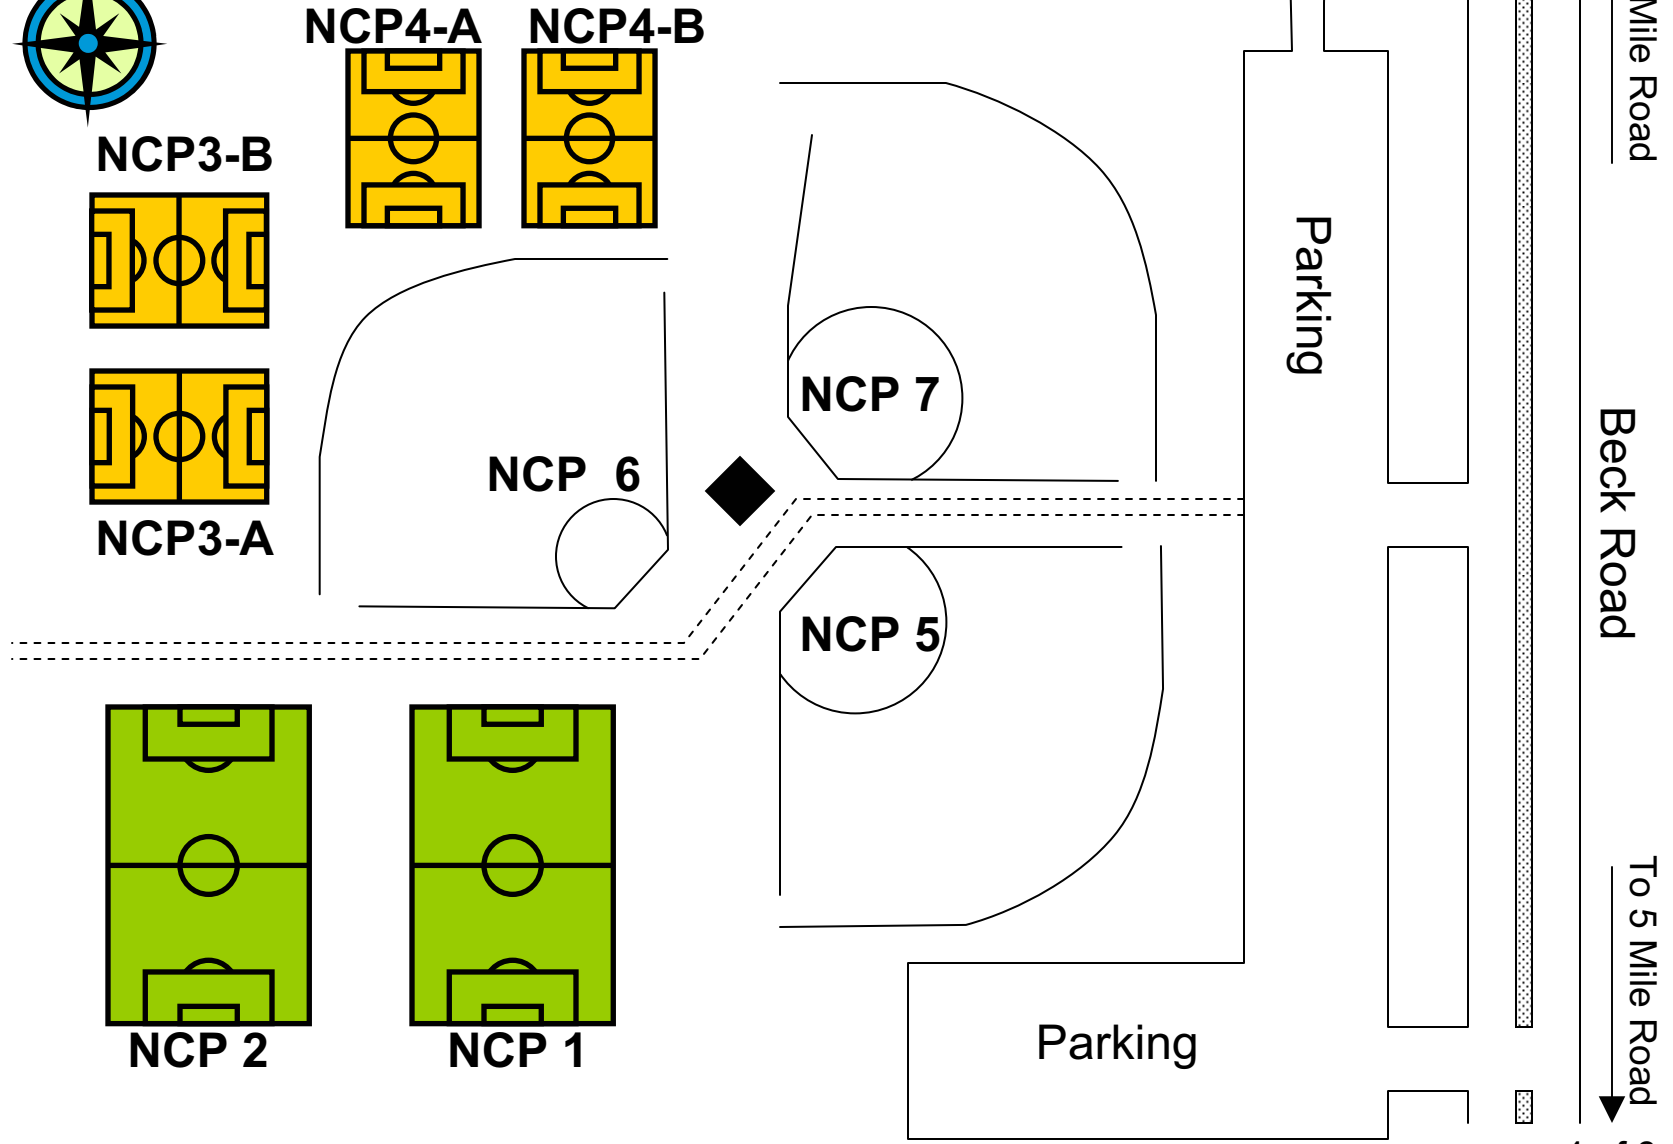 NCP4-A
NCP4-B
Mile Road
NCP3-B
Parking
NCP 7
Beck Road
NCP 6
NCP3-A
NCP 5
To 5 Mile Road
NCP 2
NCP 1
Parking